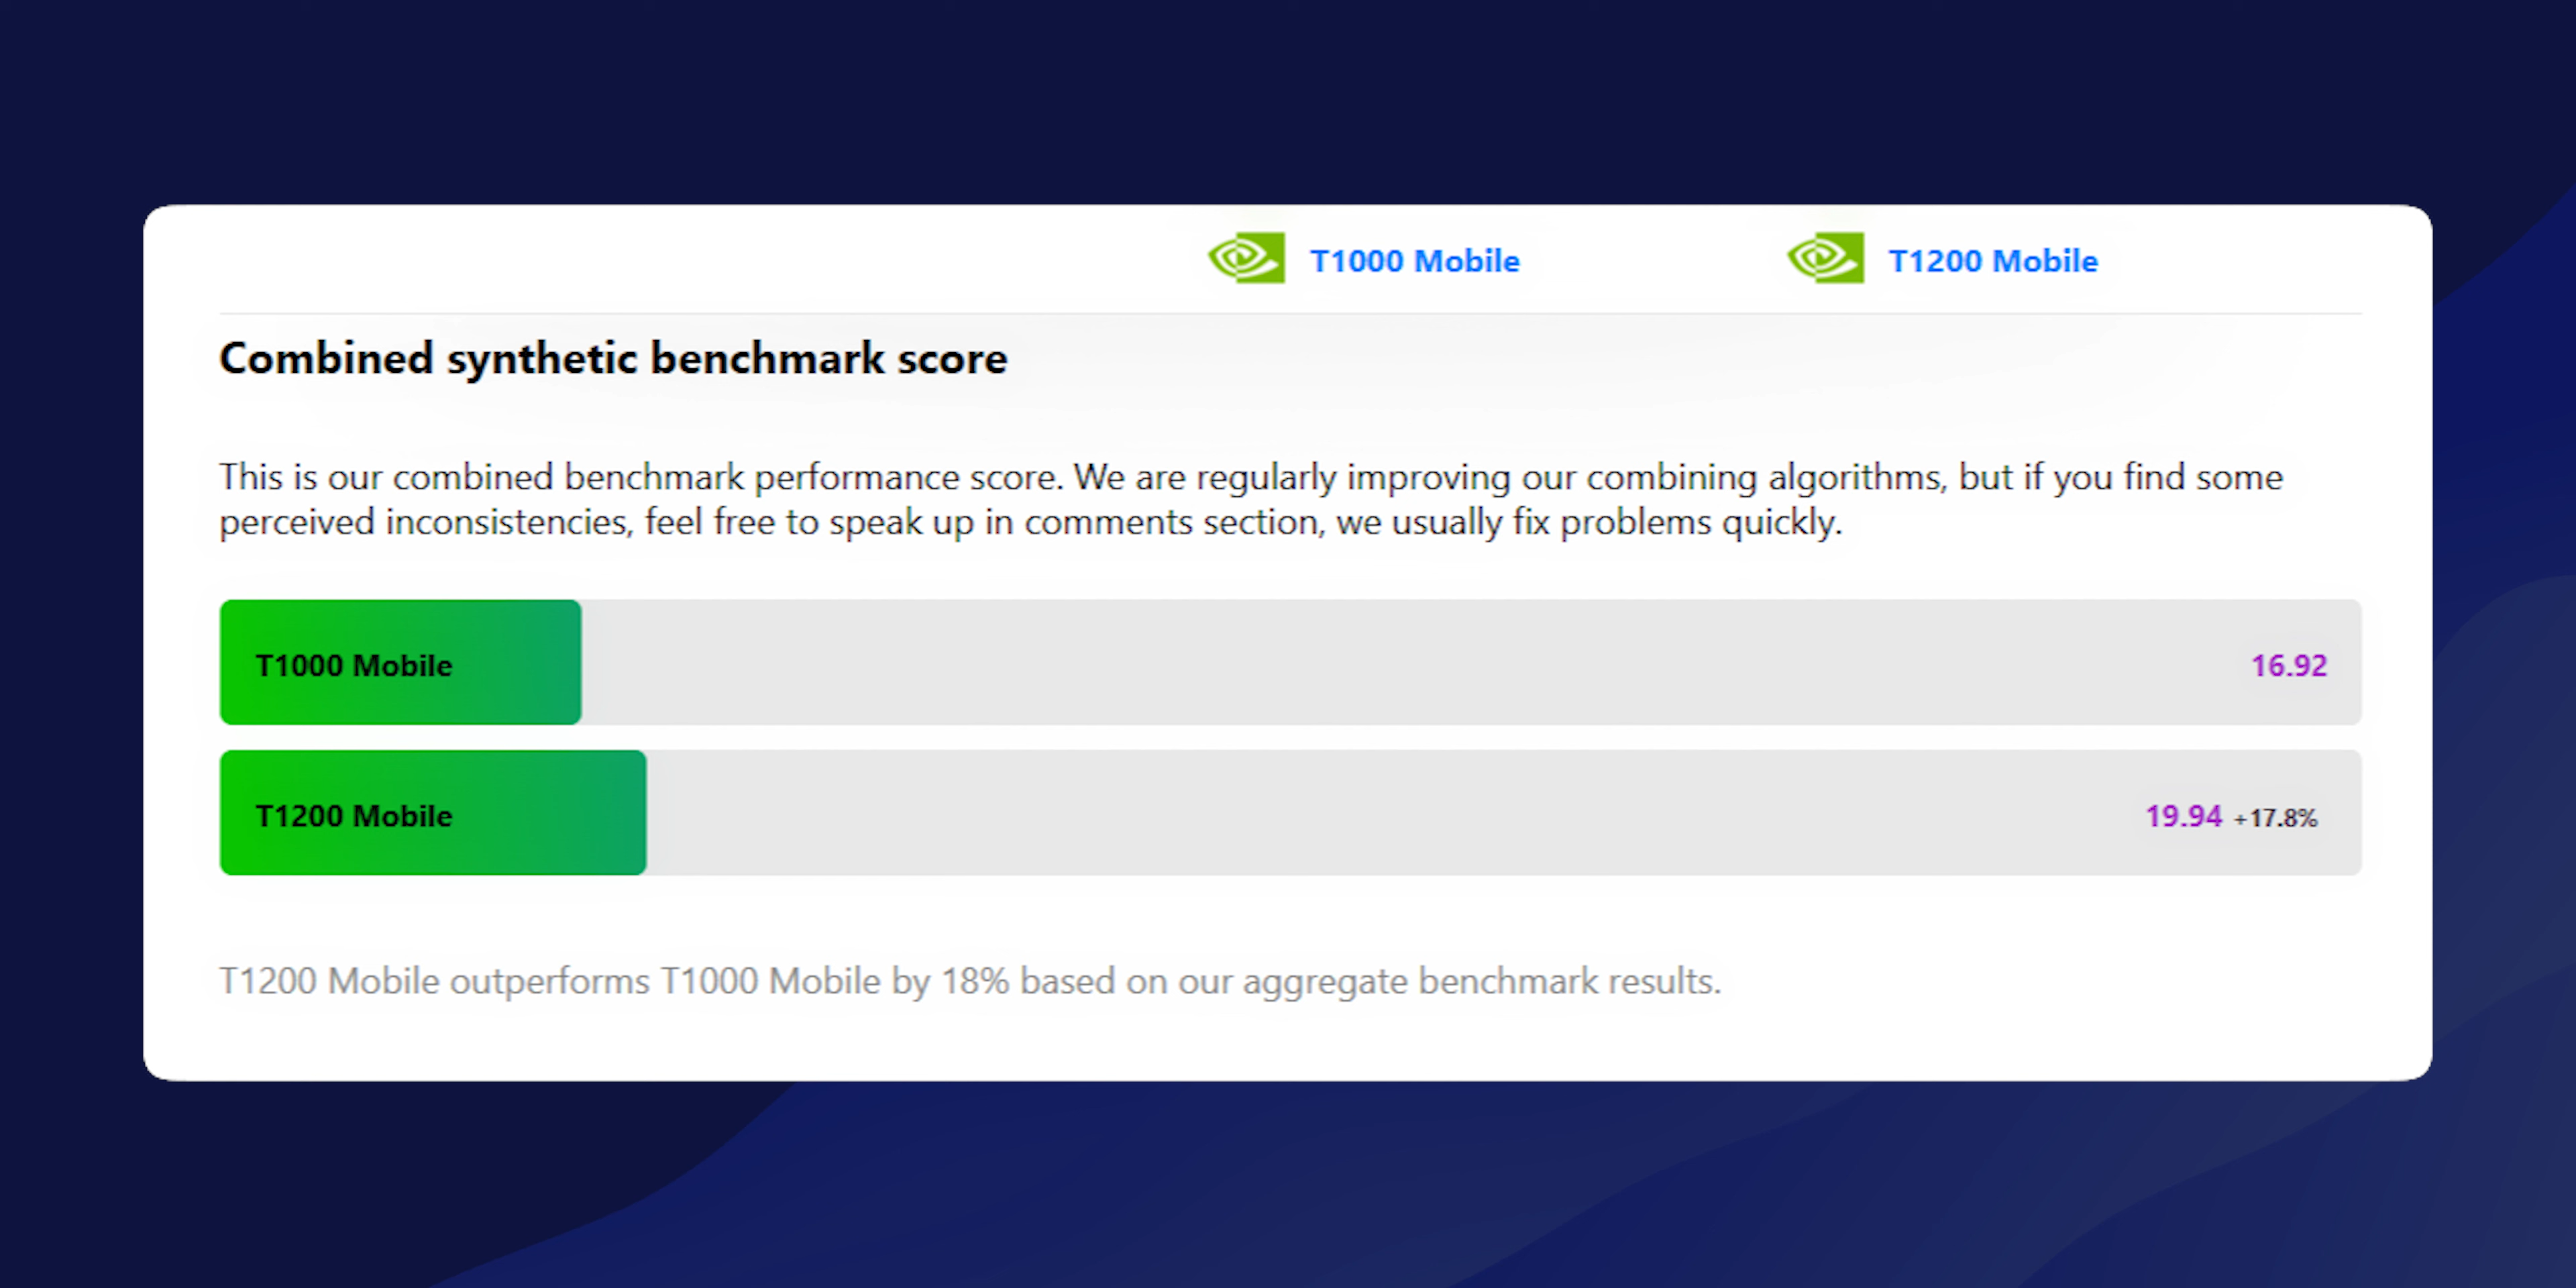 T1000 Mobile
T1200 Mobile
Combined synthetic benchmark score
This is our combined benchmark performance score. We are regularly improving our combining algorithms, but if you find some
perceived inconsistencies, feel free to speak up in comments section, we usually fix problems quickly.
T1000 Mobile 16.92
T1200 Mobile 19.94 +17.8%
T1200 Mobile outperforms T1000 Mobile by 18% based on our aggregate benchmark results.